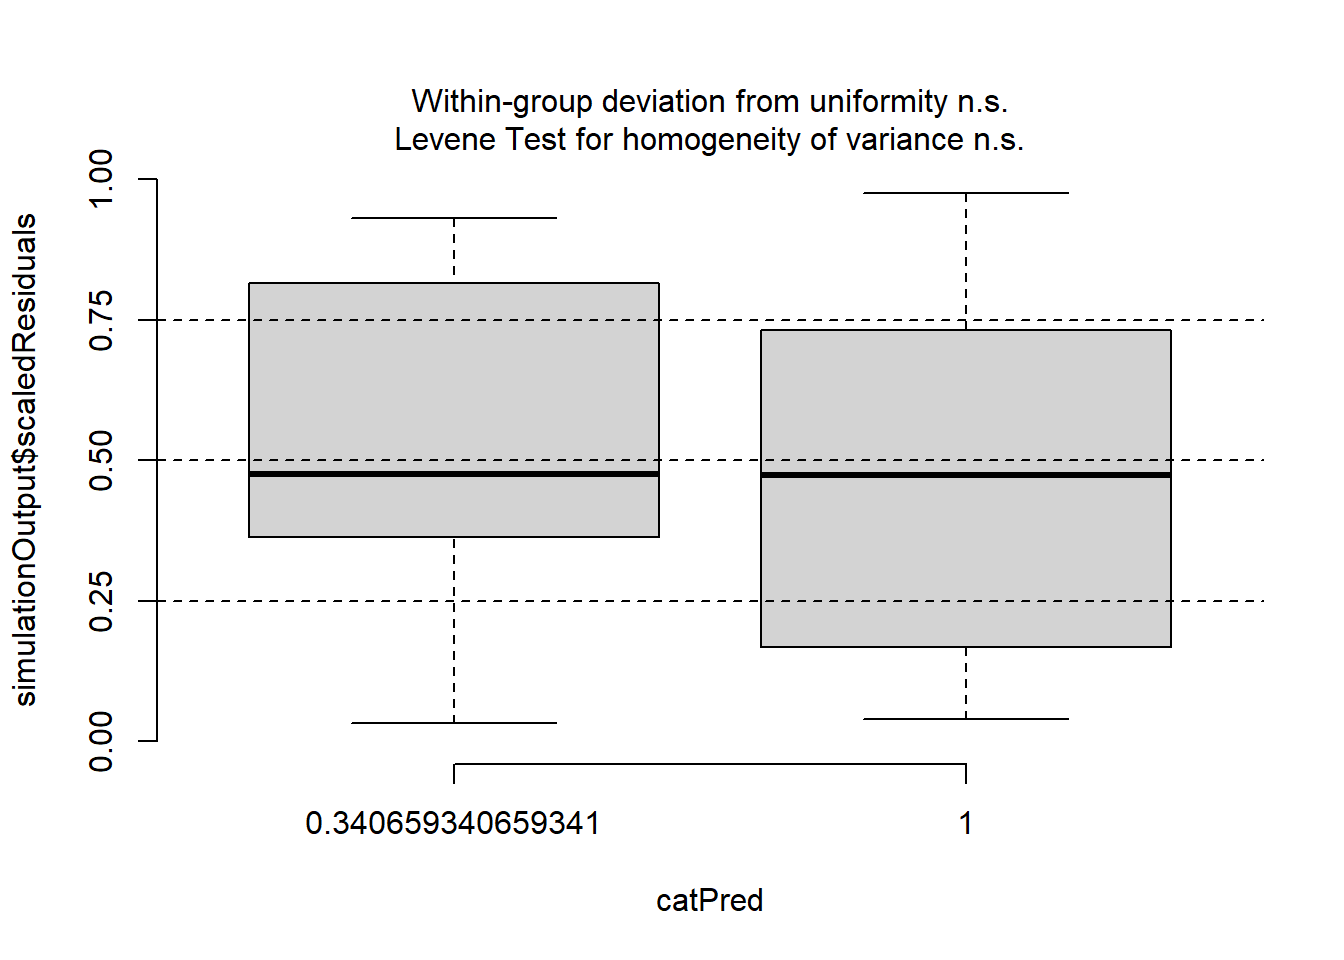 Within-group deviation from uniformity n.s.
Levene Test for homogeneity of variance n.s.
simulationOutput$scaledResiduals
1.00
0.75
0.50
0.25
0.00
0.340659340659341
1
catPred